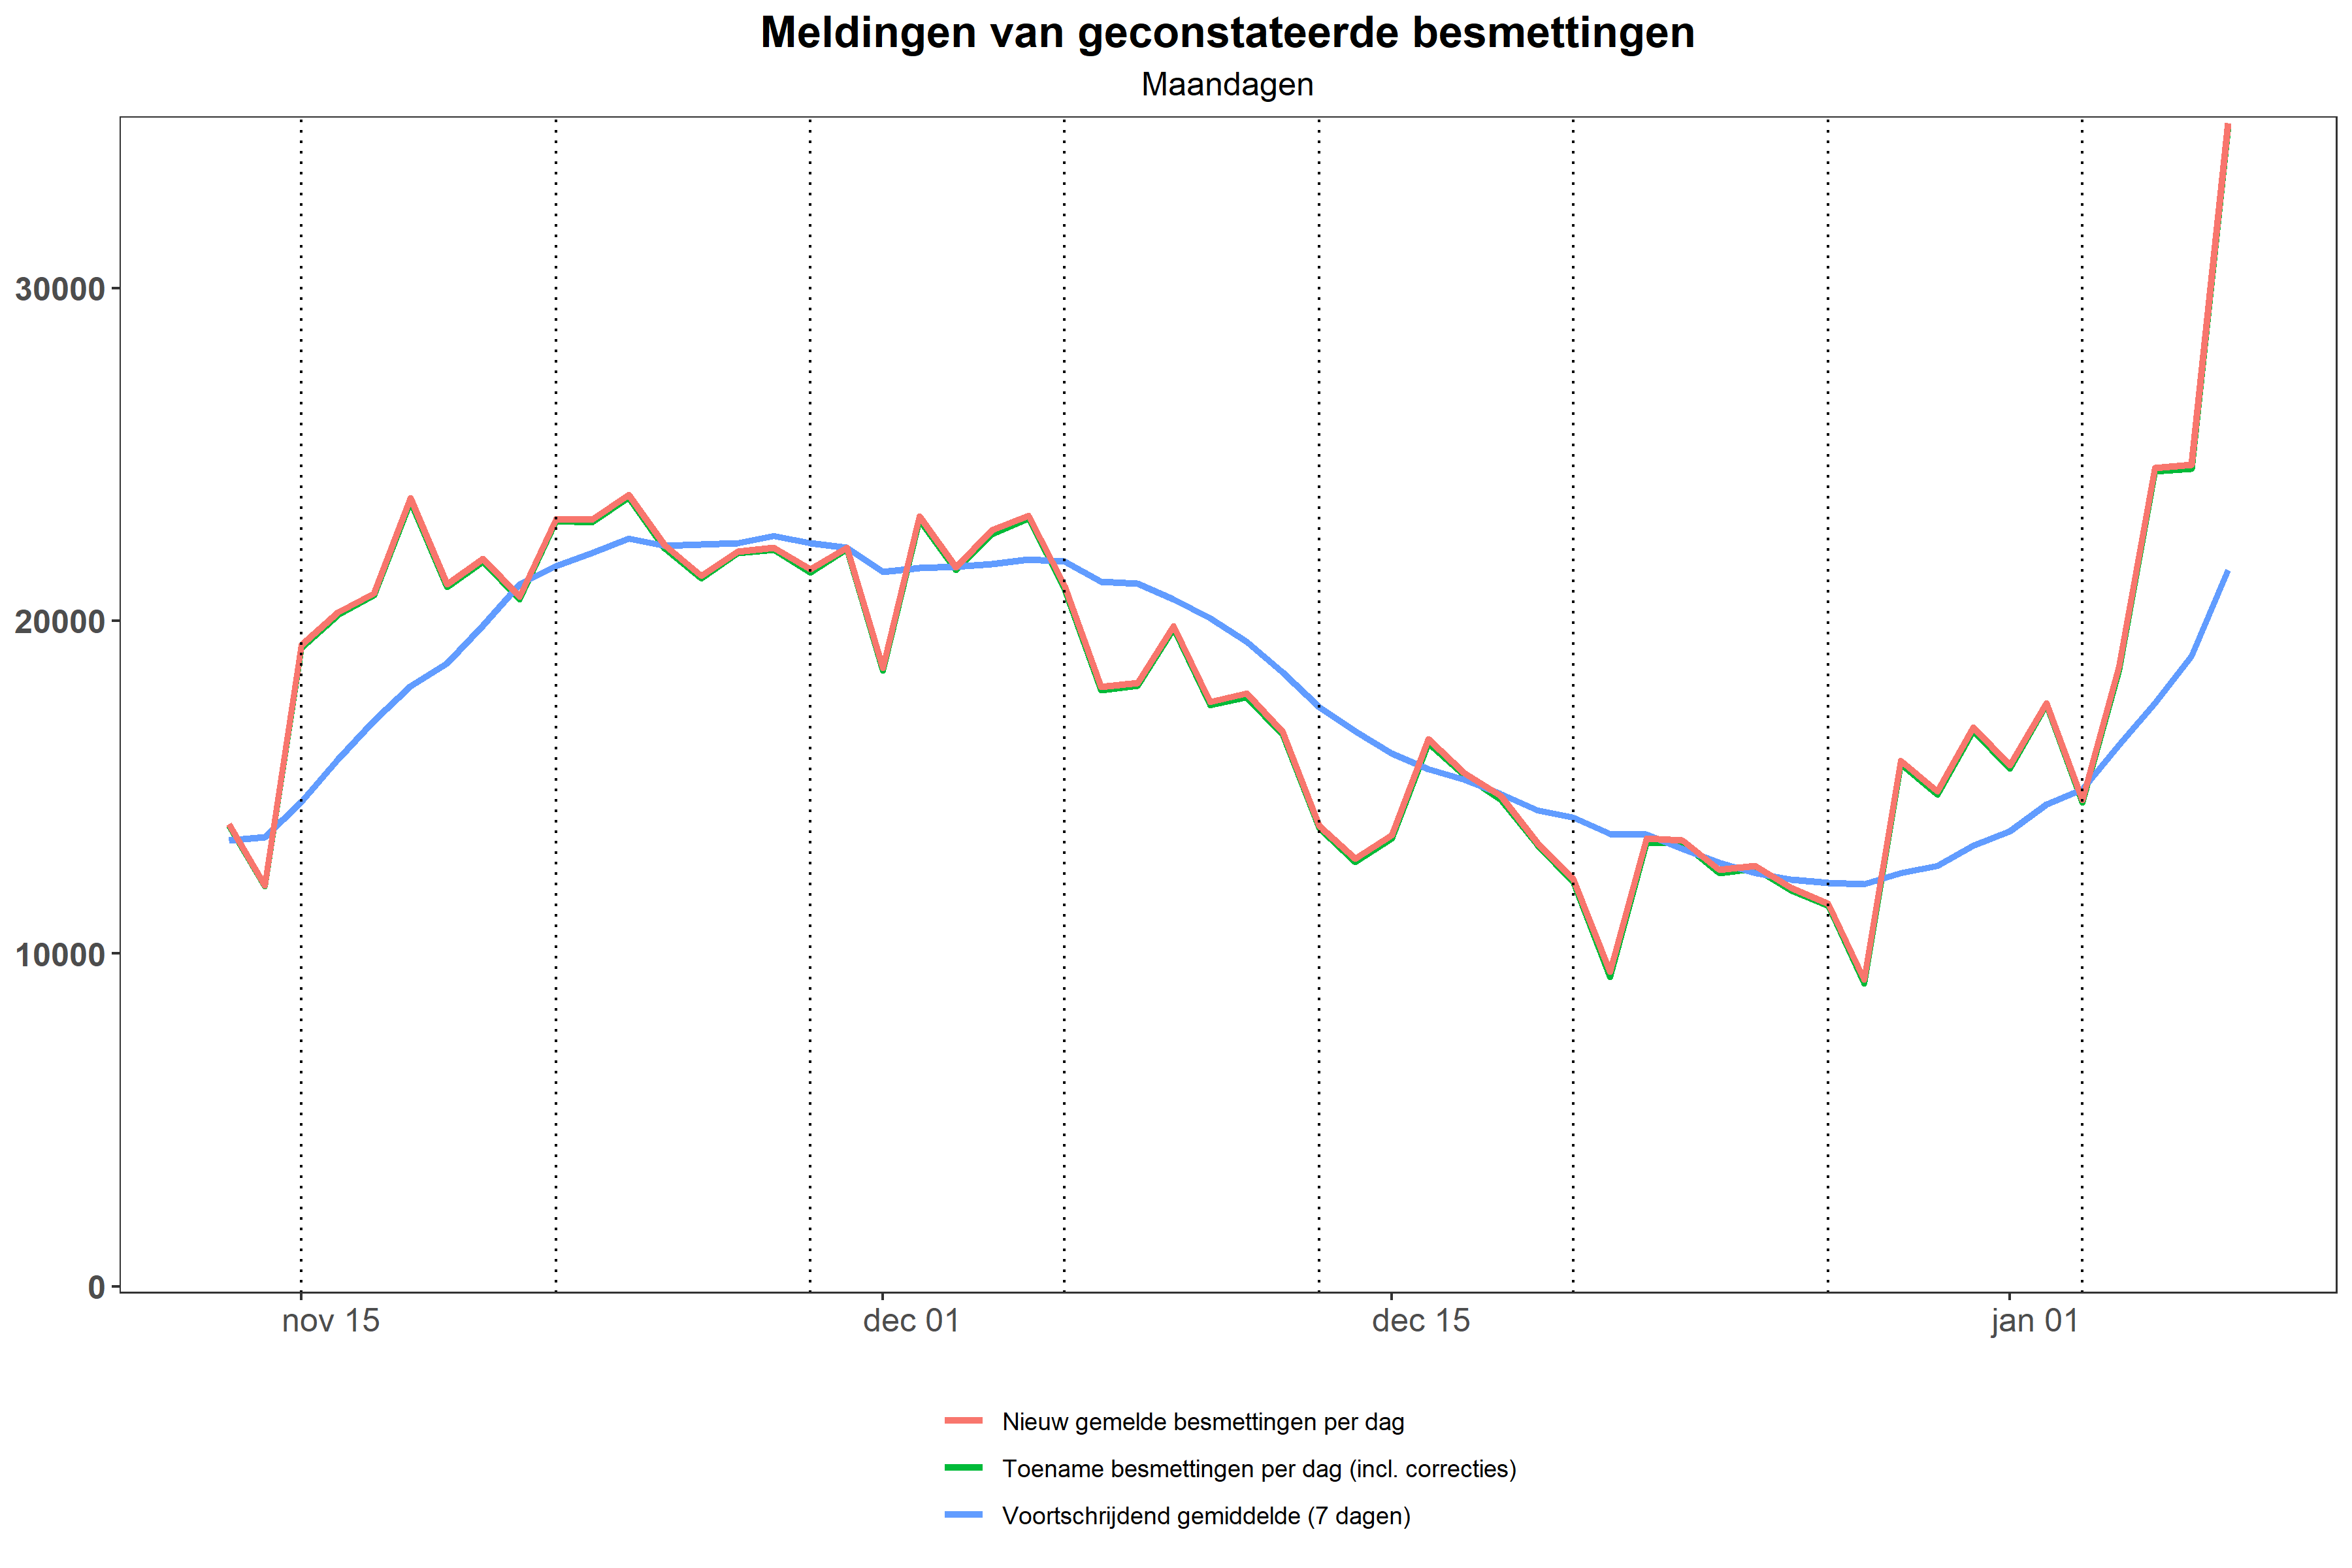 Meldingen van geconstateerde besmettingen
Maandagen
30000
20000
10000
0
nov 15
dec 01
dec 15
jan 01
Nieuw gemelde besmettingen per dag
Toename besmettingen per dag (incl. correcties)
Voortschrijdend gemiddelde (7 dagen)